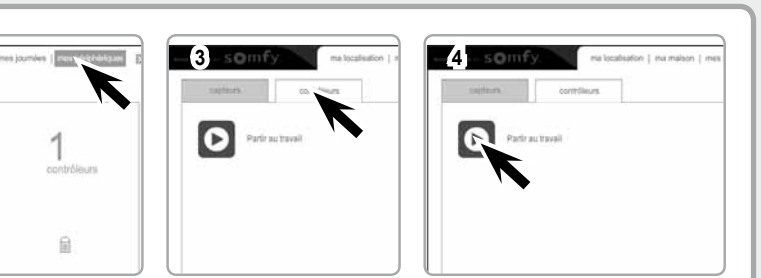 mes journées | mes périphériques
1
contrôleurs
3
somfy
ma localisation |
capteurs
Partir au travail
4
somfy
ma localisation | ma maison | mes
capteurs
contrôleurs
Partir au travail